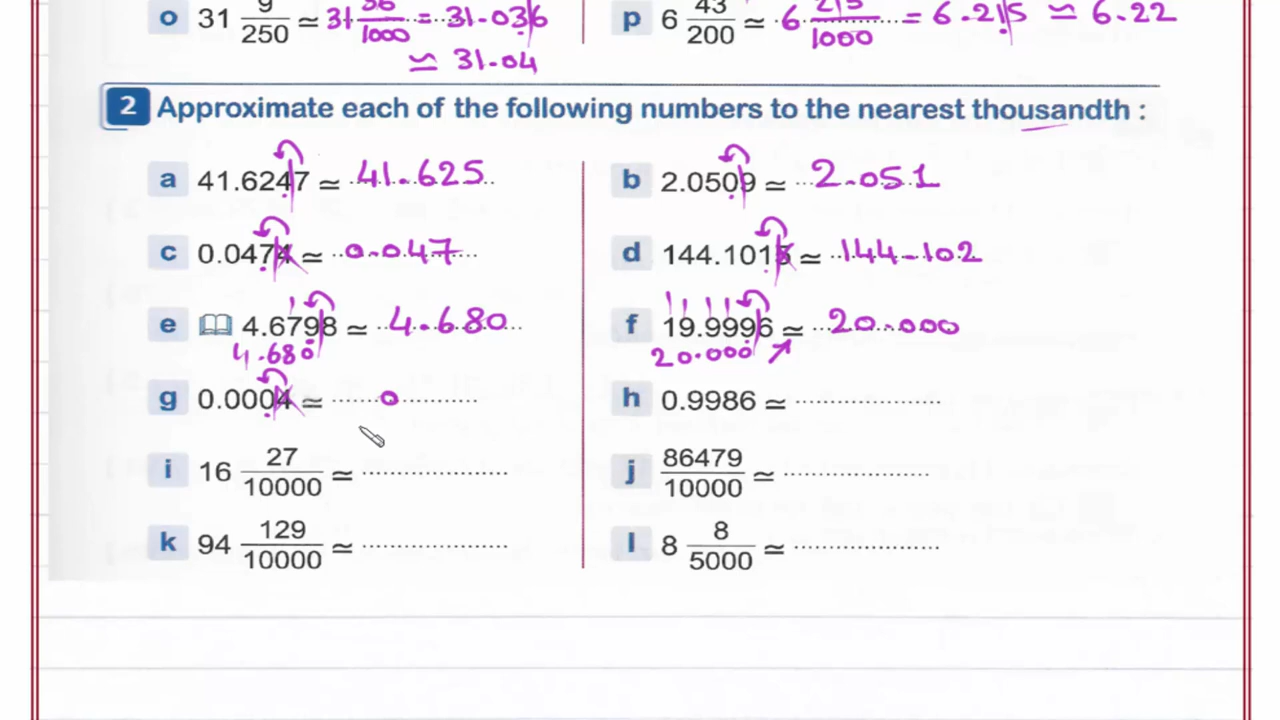 o 31 9/250 ≃ 31 36/1000 = 31.036 p 6 43/200 ≃ 6 215/1000 = 6.215 ≃ 6.22
≃ 31.04
2 Approximate each of the following numbers to the nearest thousandth :
a 41.6247 ≃ 41.625 b 2.0509 ≃ 2.051
c 0.0474 ≃ 0.047 d 144.1015 ≃ 144.102
e 4.6798 ≃ 4.680 f 19.9996 ≃ 20.000
4.680 20.000
g 0.0004 ≃ 0 h 0.9986 ≃
i 16 27/10000 ≃ j 86479/10000 ≃
k 94 129/10000 ≃ l 8 8/5000 ≃